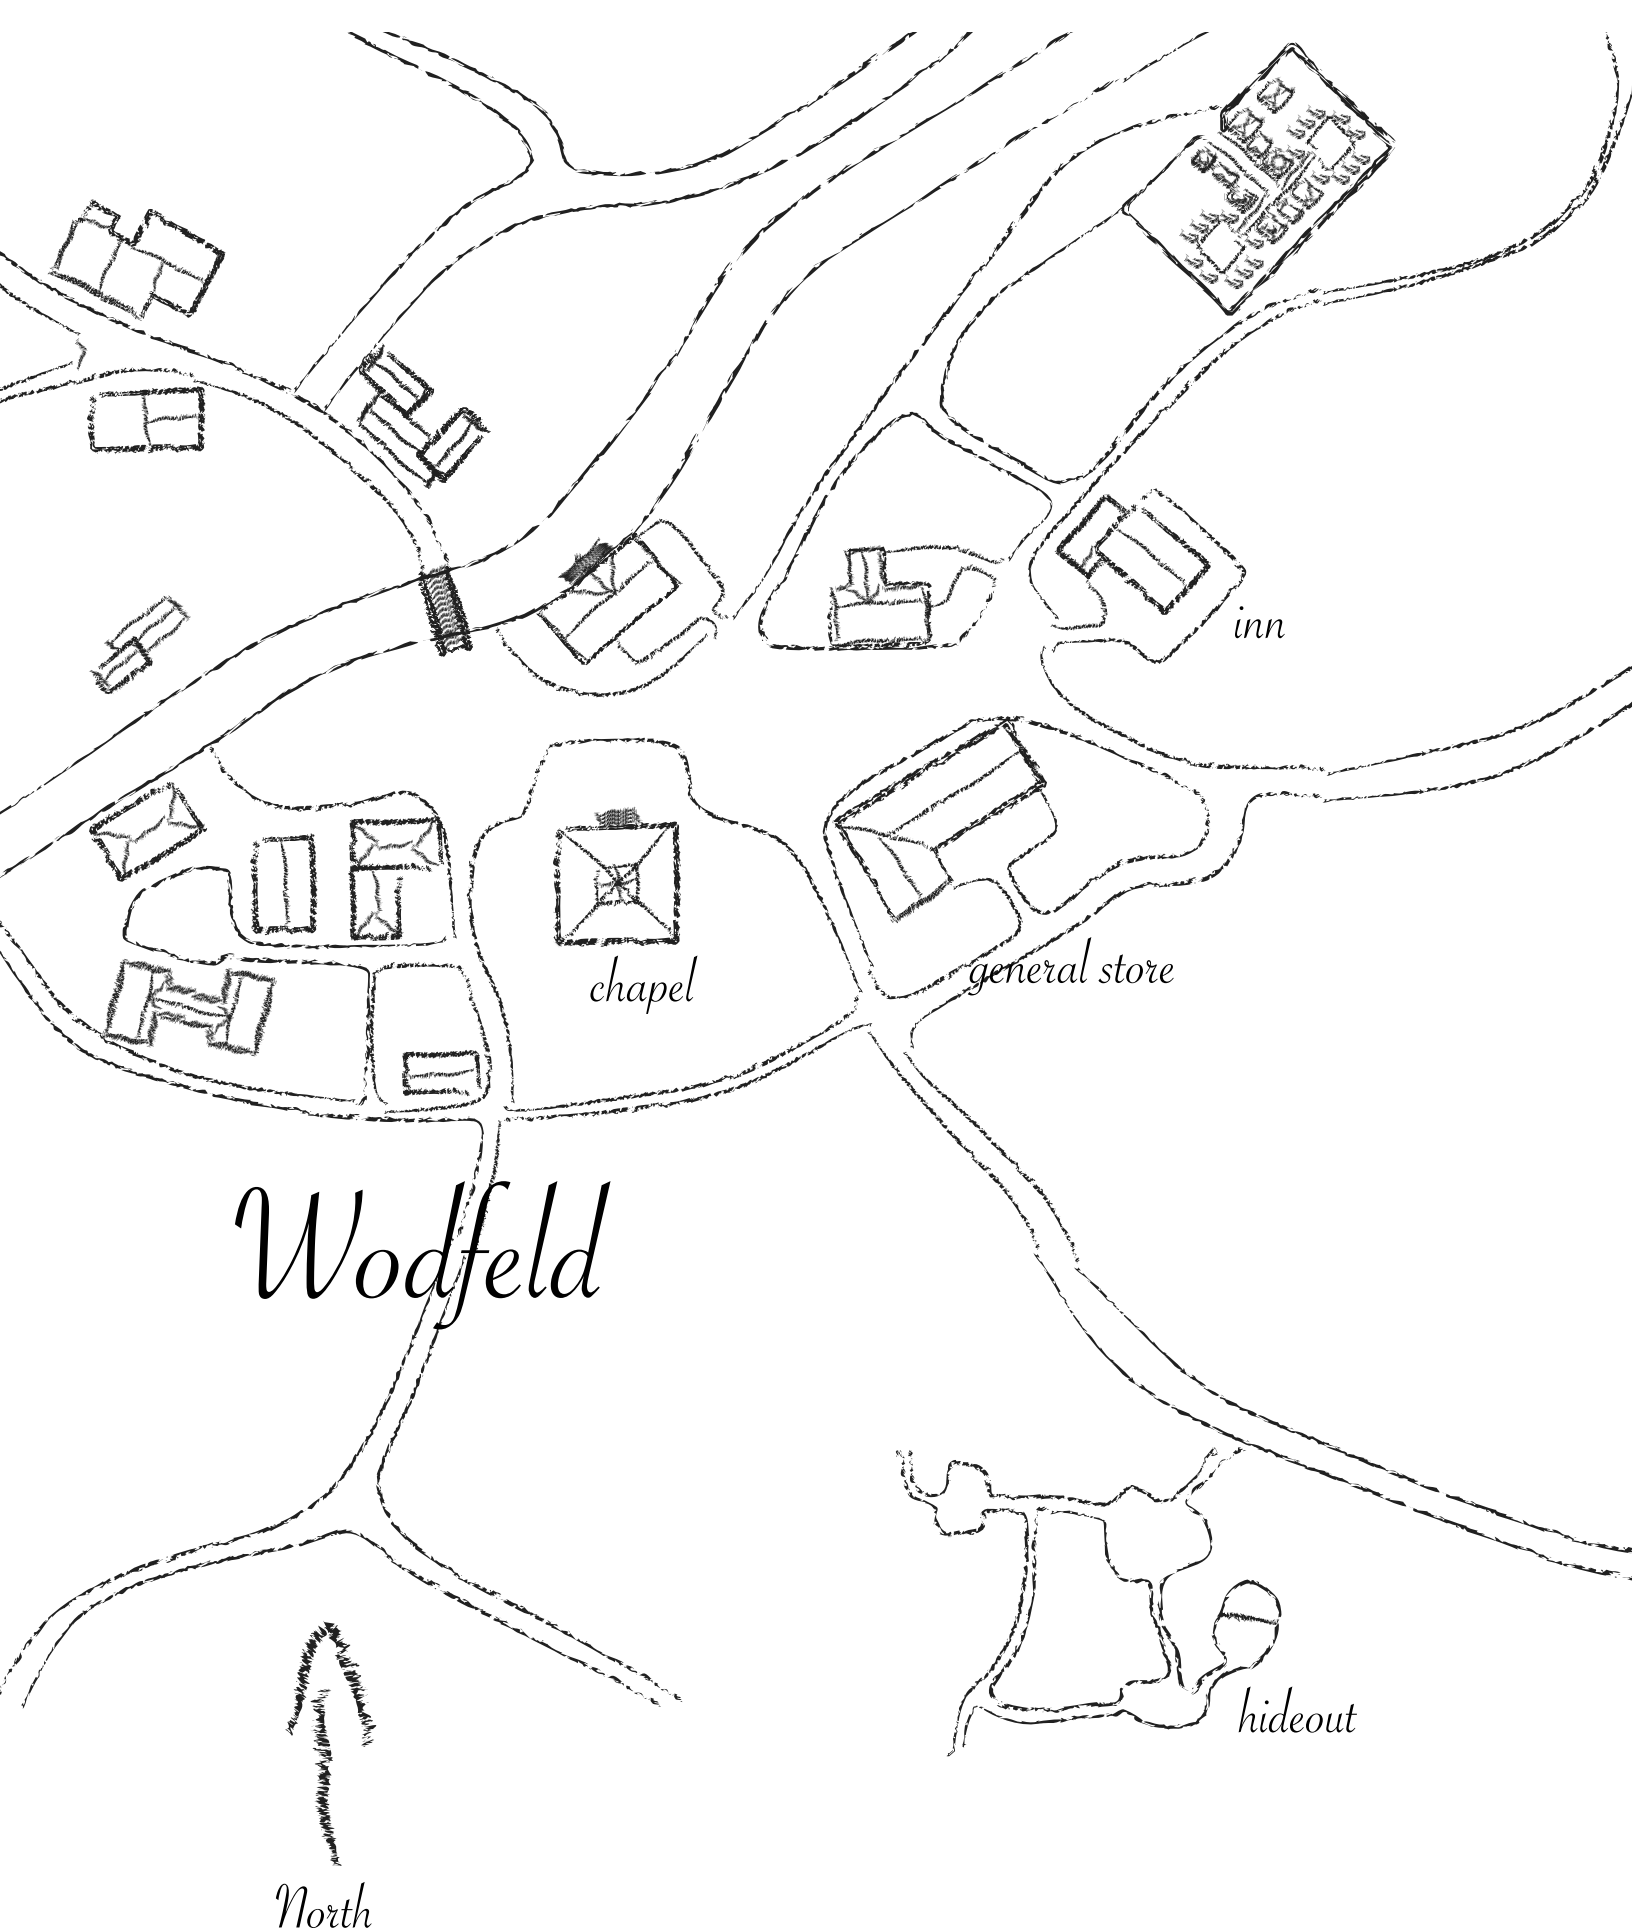 inn
chapel
general store
Wodfeld
hideout
North